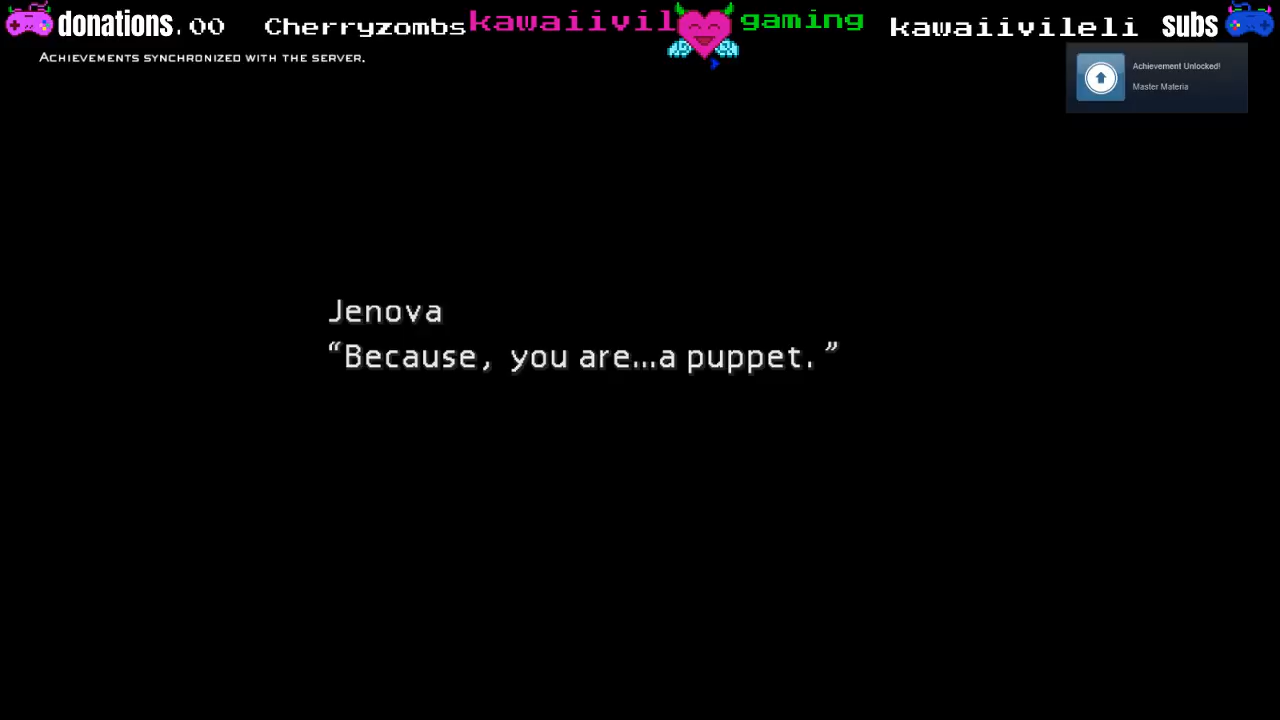 donations.00 Cherryzombs kawaiivil gaming kawaiivileli subs
ACHIEVEMENTS SYNCHRONIZED WITH THE SERVER.
Achievement Unlocked!
Master Materia
Jenova
“Because, you are...a puppet.”